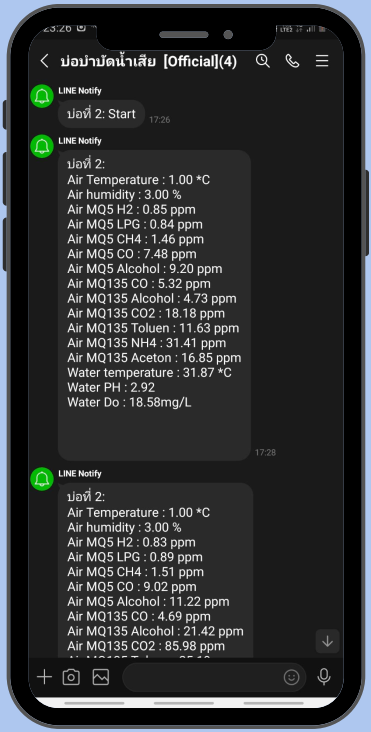 23:26
บ่อบำบัดน้ำเสีย [Official](4)
LINE Notify
บ่อที่ 2: Start
17:26
LINE Notify
บ่อที่ 2:
Air Temperature : 1.00 *C
Air humidity : 3.00 %
Air MQ5 H2 : 0.85 ppm
Air MQ5 LPG : 0.84 ppm
Air MQ5 CH4 : 1.46 ppm
Air MQ5 CO : 7.48 ppm
Air MQ5 Alcohol : 9.20 ppm
Air MQ135 CO : 5.32 ppm
Air MQ135 Alcohol : 4.73 ppm
Air MQ135 CO2 : 18.18 ppm
Air MQ135 Toluen : 11.63 ppm
Air MQ135 NH4 : 31.41 ppm
Air MQ135 Aceton : 16.85 ppm
Water temperature : 31.87 *C
Water PH : 2.92
Water Do : 18.58mg/L
17:28
LINE Notify
บ่อที่ 2:
Air Temperature : 1.00 *C
Air humidity : 3.00 %
Air MQ5 H2 : 0.83 ppm
Air MQ5 LPG : 0.89 ppm
Air MQ5 CH4 : 1.51 ppm
Air MQ5 CO : 9.02 ppm
Air MQ5 Alcohol : 11.22 ppm
Air MQ135 CO : 4.69 ppm
Air MQ135 Alcohol : 21.42 ppm
Air MQ135 CO2 : 85.98 ppm